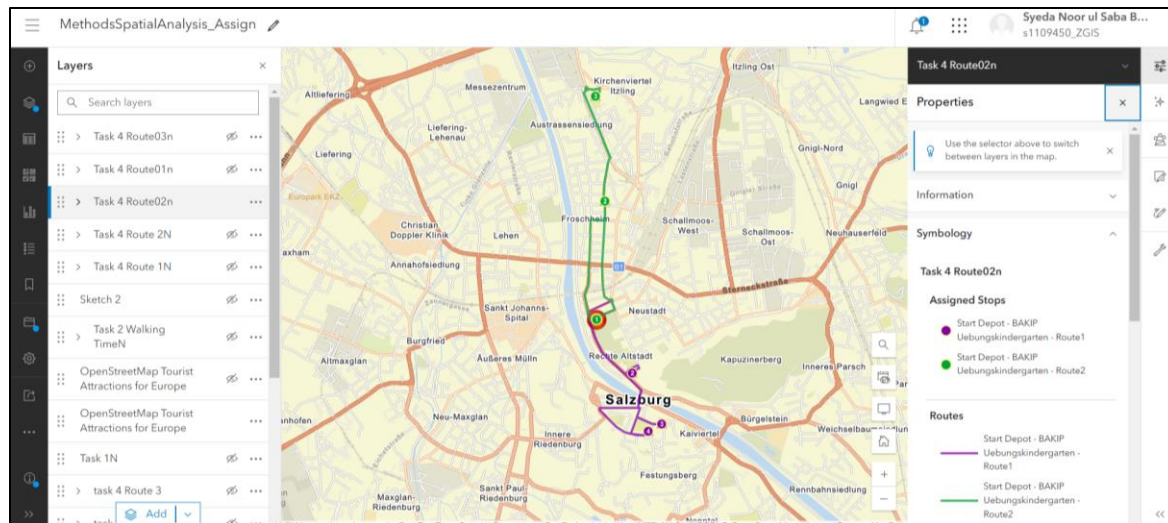 MethodsSpatialAnalysis_Assign
Syeda Noor ul Saba B...
s1109450_ZGIS
Layers
Search layers
Task 4 Route03n
Task 4 Route01n
Task 4 Route02n
Task 4 Route 2N
Task 4 Route 1N
Sketch 2
Task 2 Walking
TimeN
OpenStreetMap Tourist
Attractions for Europe
OpenStreetMap Tourist
Attractions for Europe
Task 1N
task 4 Route 3
Add
Itzling Ost
Messezentrum
Kirchenviertel
Itzling
Altliefering
Langwied
Austrassensiedlung
Liefering-
Lehenau
Liefering
Gnigl-Nord
Europark
Gnigl
Froschheim
Schallmoos-
West
Schallmoos-
Ost
Neuhauserfeld
Christian
Doppler Klinik
Lehen
axham
Annahofsiedlung
Sterneckstraße
Sankt Johanns-
Spital
Neustadt
Burgfried
Rechte Altstadt
Altmaxglan
Äußeres Mülln
Kapuzinerberg
Inneres Parsch
Salzburg
Neu-Maxglan
Innere
Riedenburg
Kaiviertel
Bürgelstein
Festungsberg
Sankt Paul-
Riedenburg
Maxglan-
Riedenburg
Rennbahnsiedlung
1
2
3
2
3
4
Task 4 Route02n
Properties
Use the selector above to switch
between layers in the map.
Information
Symbology
Task 4 Route02n
Assigned Stops
Start Depot - BAKIP
Uebungskindergarten - Route1
Start Depot - BAKIP
Uebungskindergarten - Route2
Routes
Start Depot - BAKIP
Uebungskindergarten -
Route1
Start Depot - BAKIP
Uebungskindergarten -
Route2